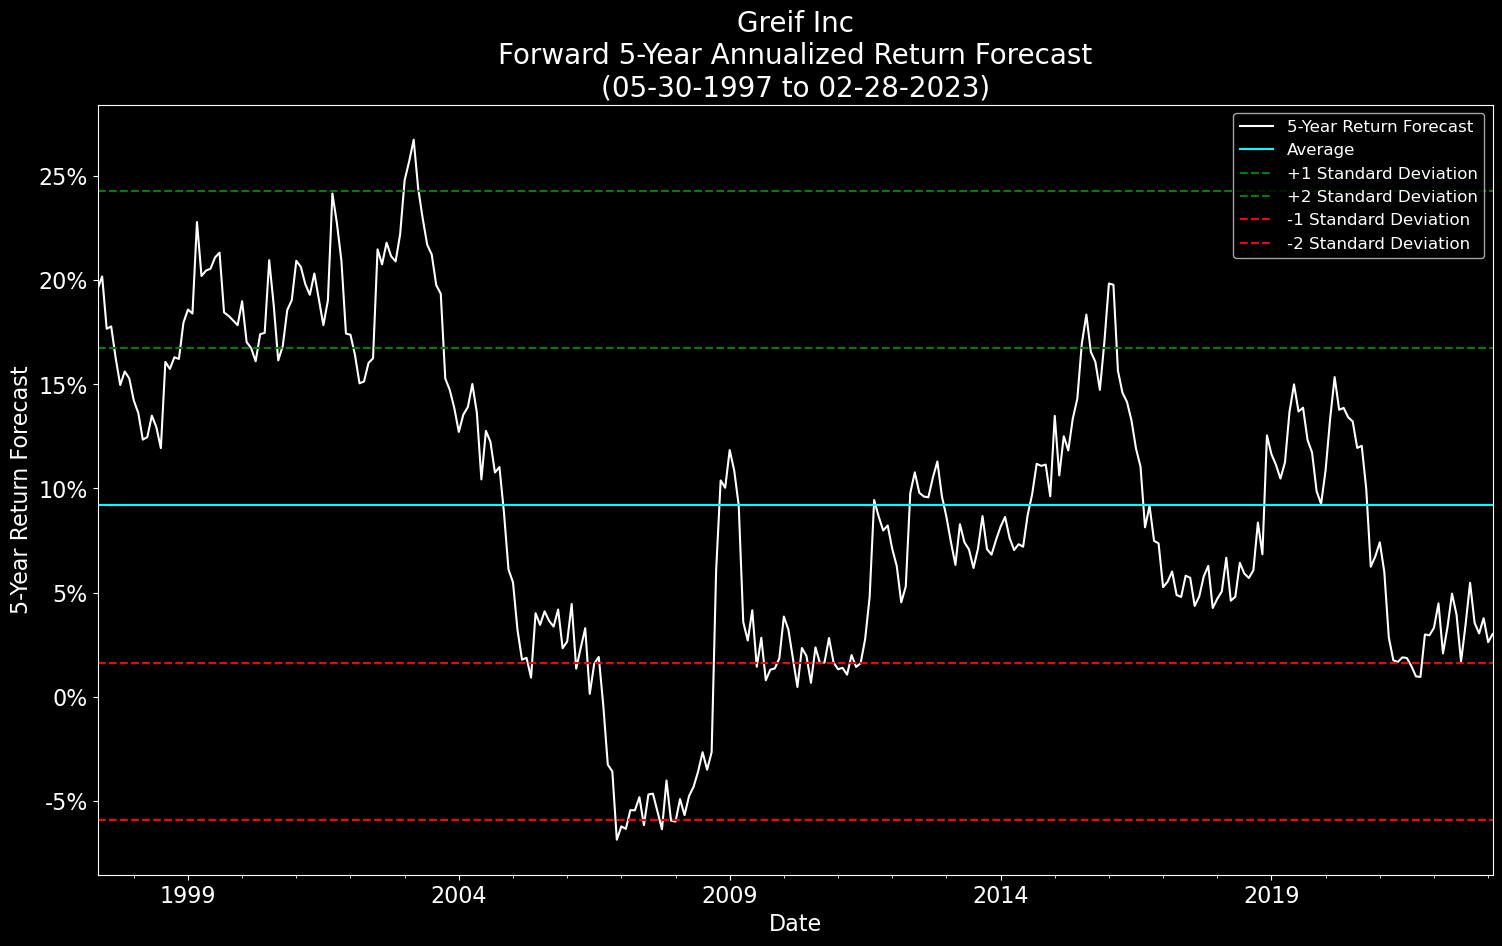 Greif Inc
Forward 5-Year Annualized Return Forecast
(05-30-1997 to 02-28-2023)
5-Year Return Forecast
Average
+1 Standard Deviation
+2 Standard Deviation
-1 Standard Deviation
-2 Standard Deviation
25%
20%
15%
10%
5%
0%
-5%
5-Year Return Forecast
1999
2004
2009
2014
2019
Date